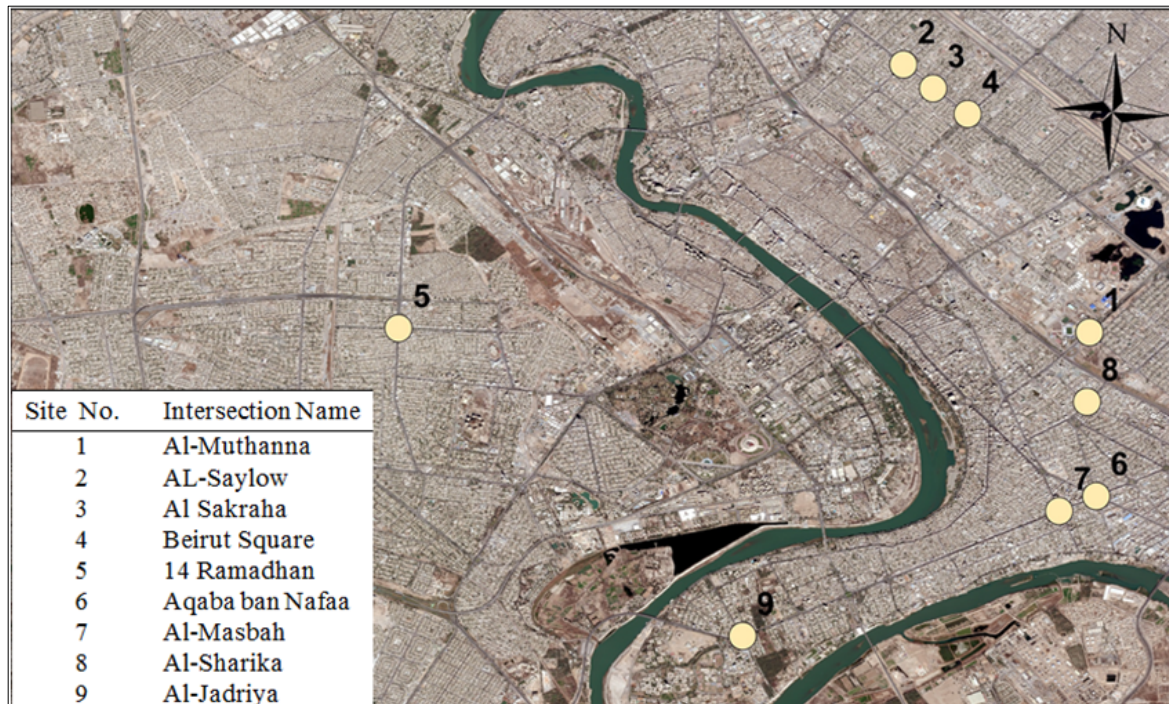 2
3
4
N
1
5
8
6
7
9
Site No. Intersection Name
1 Al-Muthanna
2 AL-Saylow
3 Al Sakraha
4 Beirut Square
5 14 Ramadhan
6 Aqaba ban Nafaa
7 Al-Masbah
8 Al-Sharika
9 Al-Jadriya